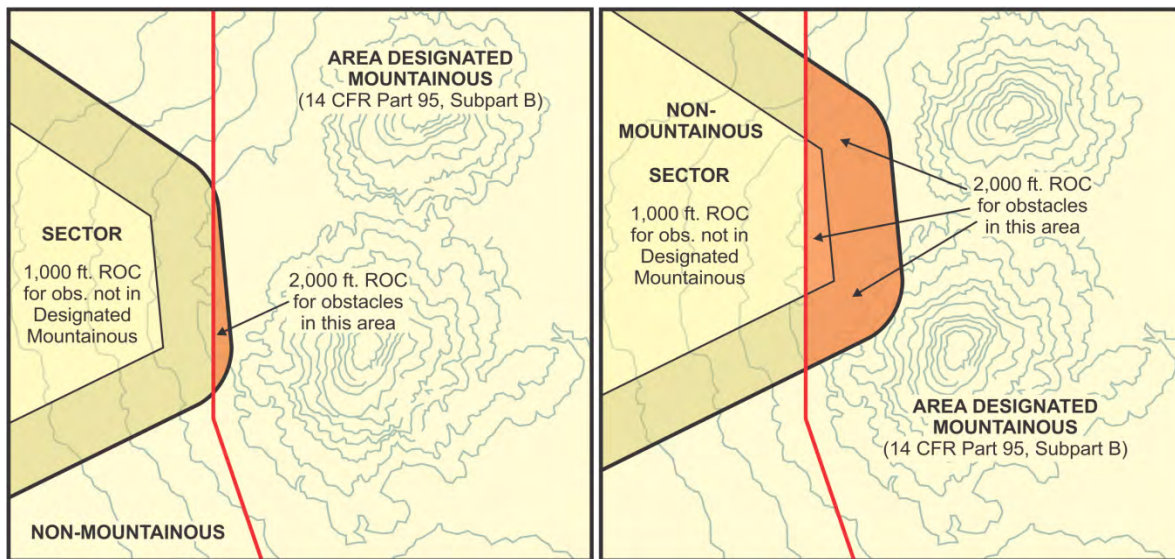 AREA DESIGNATED
MOUNTAINOUS
(14 CFR Part 95, Subpart B)
SECTOR
1,000 ft. ROC
for obs. not in
Designated
Mountainous
2,000 ft. ROC
for obstacles
in this area
NON-MOUNTAINOUS
NON-
MOUNTAINOUS
SECTOR
1,000 ft. ROC
for obs. not in
Designated
Mountainous
2,000 ft. ROC
for obstacles
in this area
AREA DESIGNATED
MOUNTAINOUS
(14 CFR Part 95, Subpart B)